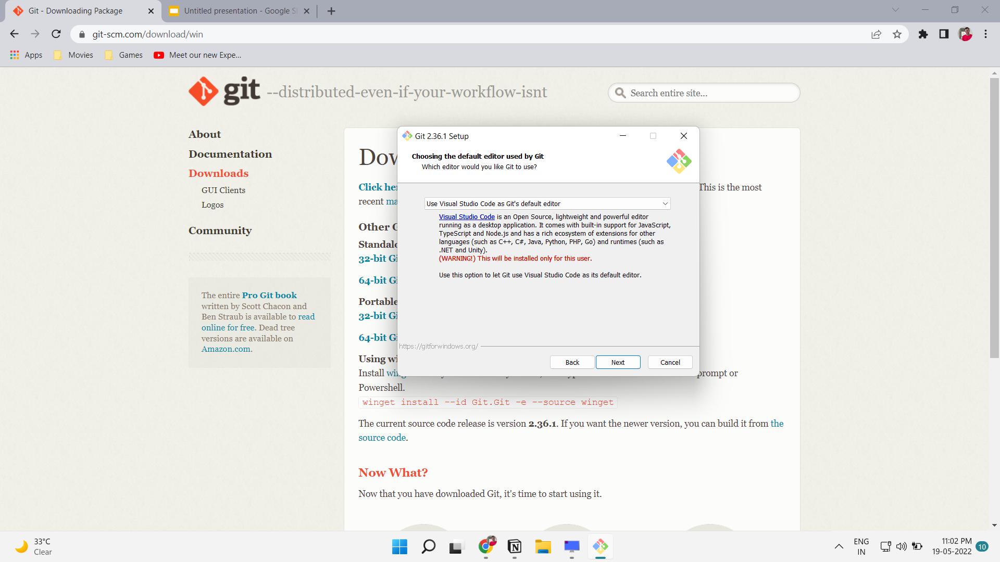 Git - Downloading Package
Untitled presentation - Google Sl
git-scm.com/download/win
Apps
Movies
Games
Meet our new Expe...
git --distributed-even-if-your-workflow-isnt
Search entire site...
About
Documentation
Downloads
GUI Clients
Logos
Community
The entire Pro Git book
written by Scott Chacon and
Ben Straub is available to read
online for free. Dead tree
versions are available on
Amazon.com.
Git 2.36.1 Setup
Choosing the default editor used by Git
Which editor would you like Git to use?
Use Visual Studio Code as Git's default editor
Visual Studio Code is an Open Source, lightweight and powerful editor
running as a desktop application. It comes with built-in support for JavaScript,
TypeScript and Node.js and has a rich ecosystem of extensions for other
languages (such as C++, C#, Java, Python, PHP, Go) and runtimes (such as
.NET and Unity).
(WARNING!) This will be installed only for this user.
Use this option to let Git use Visual Studio Code as its default editor.
https://gitforwindows.org/
Back
Next
Cancel
Click
This is the most
recent
Other
32-bit
64-bit
Portable
32-bit
64-bit
Using
Install
prompt or
Powershell.
winget install --id Git.Git -e --source winget
The current source code release is version 2.36.1. If you want the newer version, you can build it from the
source code.
Now What?
Now that you have downloaded Git, it's time to start using it.
33°C
Clear
ENG
IN
11:02 PM
19-05-2022
10